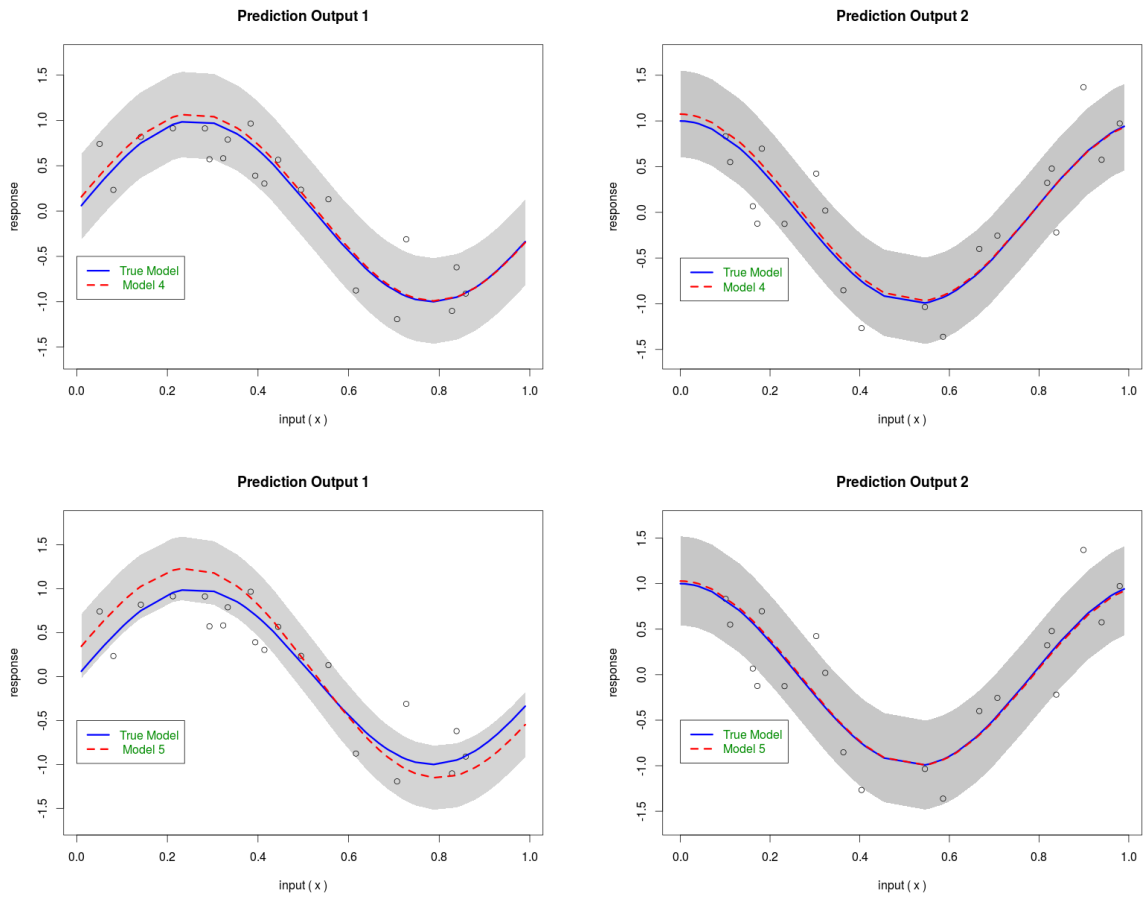 Prediction Output 1
response
1.5
1.0
0.5
0.0
-0.5
-1.0
-1.5
True Model
Model 4
0.0 0.2 0.4 0.6 0.8 1.0
input ( x )
Prediction Output 2
response
1.5
1.0
0.5
0.0
-0.5
-1.0
-1.5
True Model
Model 4
0.0 0.2 0.4 0.6 0.8 1.0
input ( x )
Prediction Output 1
response
1.5
1.0
0.5
0.0
-0.5
-1.0
-1.5
True Model
Model 5
0.0 0.2 0.4 0.6 0.8 1.0
input ( x )
Prediction Output 2
response
1.5
1.0
0.5
0.0
-0.5
-1.0
-1.5
True Model
Model 5
0.0 0.2 0.4 0.6 0.8 1.0
input ( x )